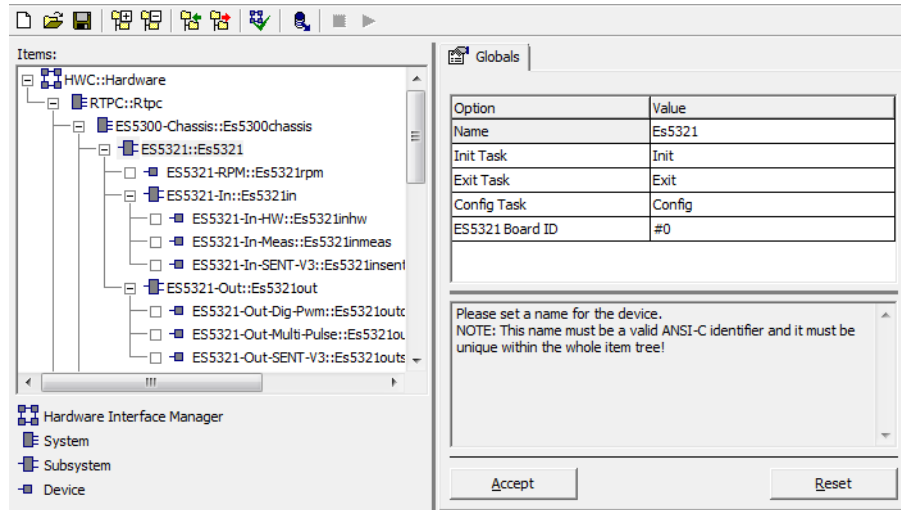 Items:
HWC::Hardware
RTPC::Rtpc
ES5300-Chassis::Es5300chassis
ES5321::Es5321
ES5321-RPM::Es5321rpm
ES5321-In::Es5321in
ES5321-In-HW::Es5321inhw
ES5321-In-Meas::Es5321inmeas
ES5321-In-SENT-V3::Es5321insent
ES5321-Out::Es5321out
ES5321-Out-Dig-Pwm::Es5321outd
ES5321-Out-Multi-Pulse::Es5321ou
ES5321-Out-SENT-V3::Es5321outs
Hardware Interface Manager
System
Subsystem
Device
Globals
Option Value
Name Es5321
Init Task Init
Exit Task Exit
Config Task Config
ES5321 Board ID #0
Please set a name for the device.
NOTE: This name must be a valid ANSI-C identifier and it must be
unique within the whole item tree!
Accept Reset